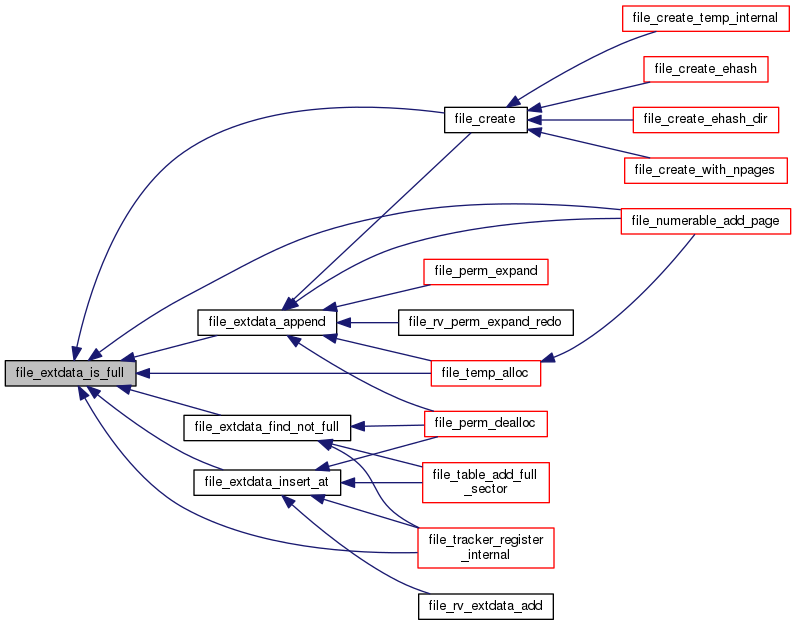 file_create_temp_internal
file_create_ehash
file_create
file_create_ehash_dir
file_create_with_npages
file_numerable_add_page
file_perm_expand
file_extdata_append
file_rv_perm_expand_redo
file_extdata_is_full
file_temp_alloc
file_extdata_find_not_full
file_perm_dealloc
file_extdata_insert_at
file_table_add_full
_sector
file_tracker_register
_internal
file_rv_extdata_add